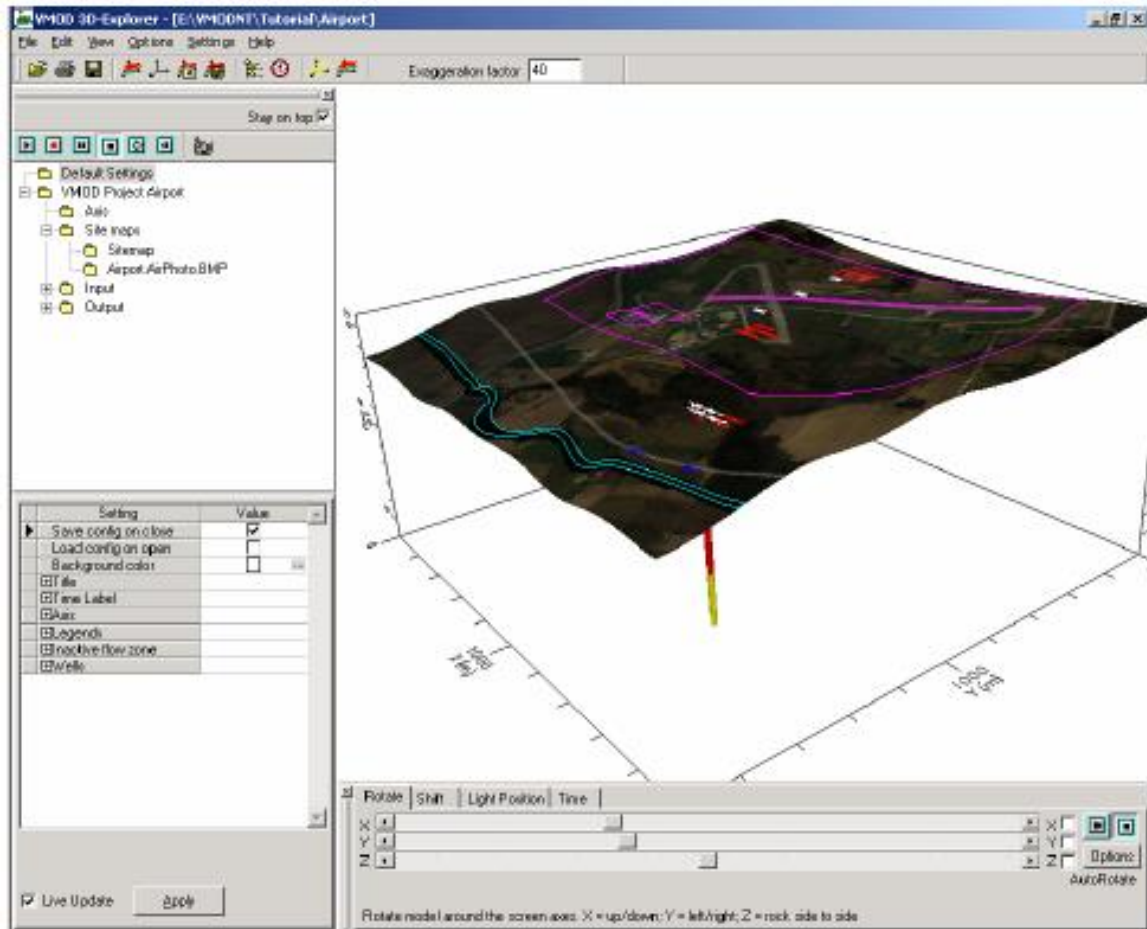 VMOD 3D-Explorer - [E:\VMODNT\Tutorial\Airport]
File Edit View Options Settings Help
Exaggeration factor 40
Stay on top
Default Settings
VMOD Project Airport
Axis
Site maps
Sitemap
Airport.AirPhoto.BMP
Input
Output
Setting Value
Save config on close
Load config on open
Background color
Title
Time Label
Axis
Legends
Inactive flow zone
Wells
Live Update Apply
1000
X (m)
1000
Y (m)
0
Rotate Shift Light Position Time
X X
Y Y
Z Z Options
AutoRotate
Rotate model around the screen axes. X = up/down; Y = left/right; Z = rock side to side